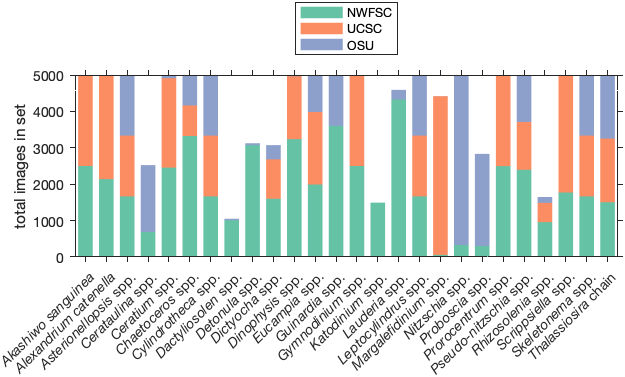 NWFSC
UCSC
OSU
total images in set
5000
4000
3000
2000
1000
0
Akashiwo sanguinea
Alexandrium catenella
Asterionellopsis spp.
Cerataulina spp.
Ceratium spp.
Chaetoceros spp.
Cylindrotheca spp.
Dactyliosolen spp.
Detonula spp.
Dictyocha spp.
Dinophysis spp.
Eucampia spp.
Guinardia spp.
Gymnodinium spp.
Katodinium spp.
Lauderia spp.
Leptocylindrus spp.
Margalefidinium spp.
Nitzschia spp.
Proboscia spp.
Prorocentrum spp.
Pseudo-nitzschia spp.
Rhizosolenia spp.
Scrippsiella spp.
Skeletonema spp.
Thalassiosira chain